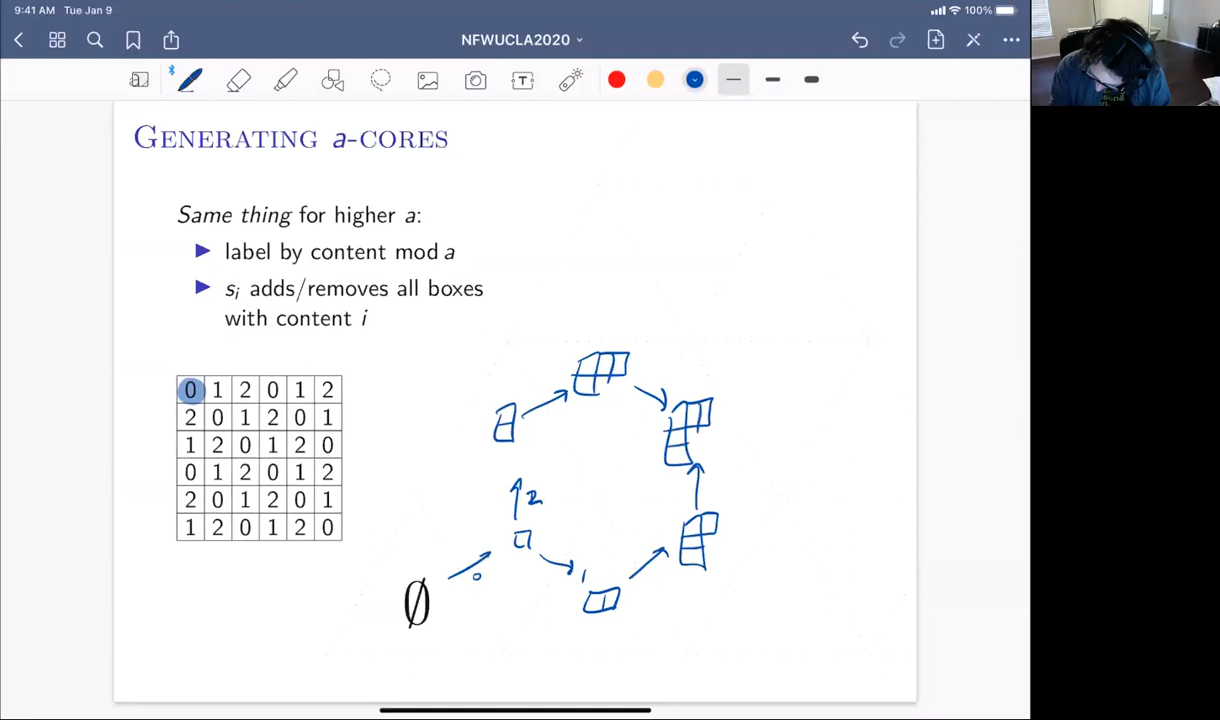 9:41 AM Tue Jan 9
100%
NFWUCLA2020
GENERATING a-CORES
Same thing for higher a:
label by content mod a
sᵢ adds/removes all boxes
with content i
0 1 2 0 1 2
2 0 1 2 0 1
1 2 0 1 2 0
0 1 2 0 1 2
2 0 1 2 0 1
1 2 0 1 2 0
2
0
1
∅